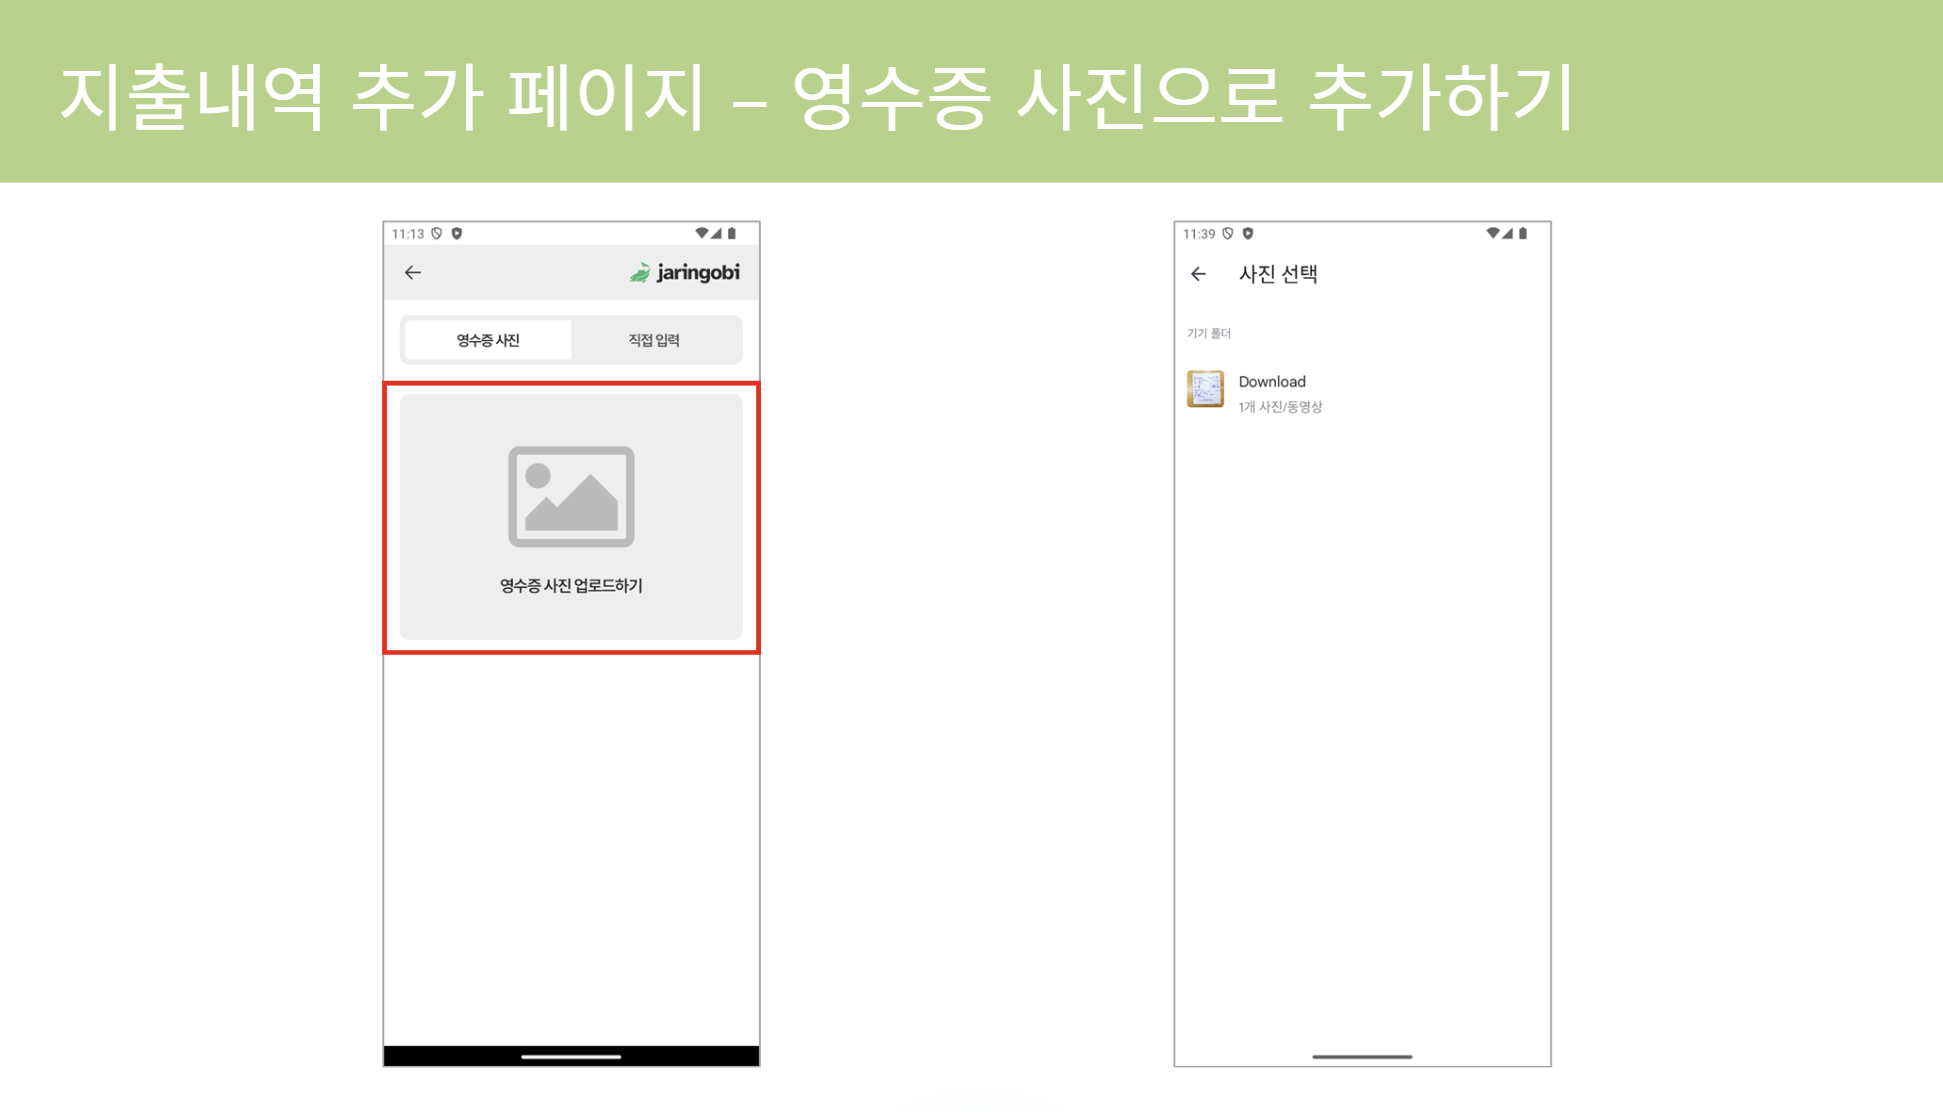 지출내역 추가 페이지 – 영수증 사진으로 추가하기
11:13
jaringobi
영수증 사진 직접 입력
영수증 사진 업로드하기
11:39
사진 선택
기기 폴더
Download
1개 사진/동영상